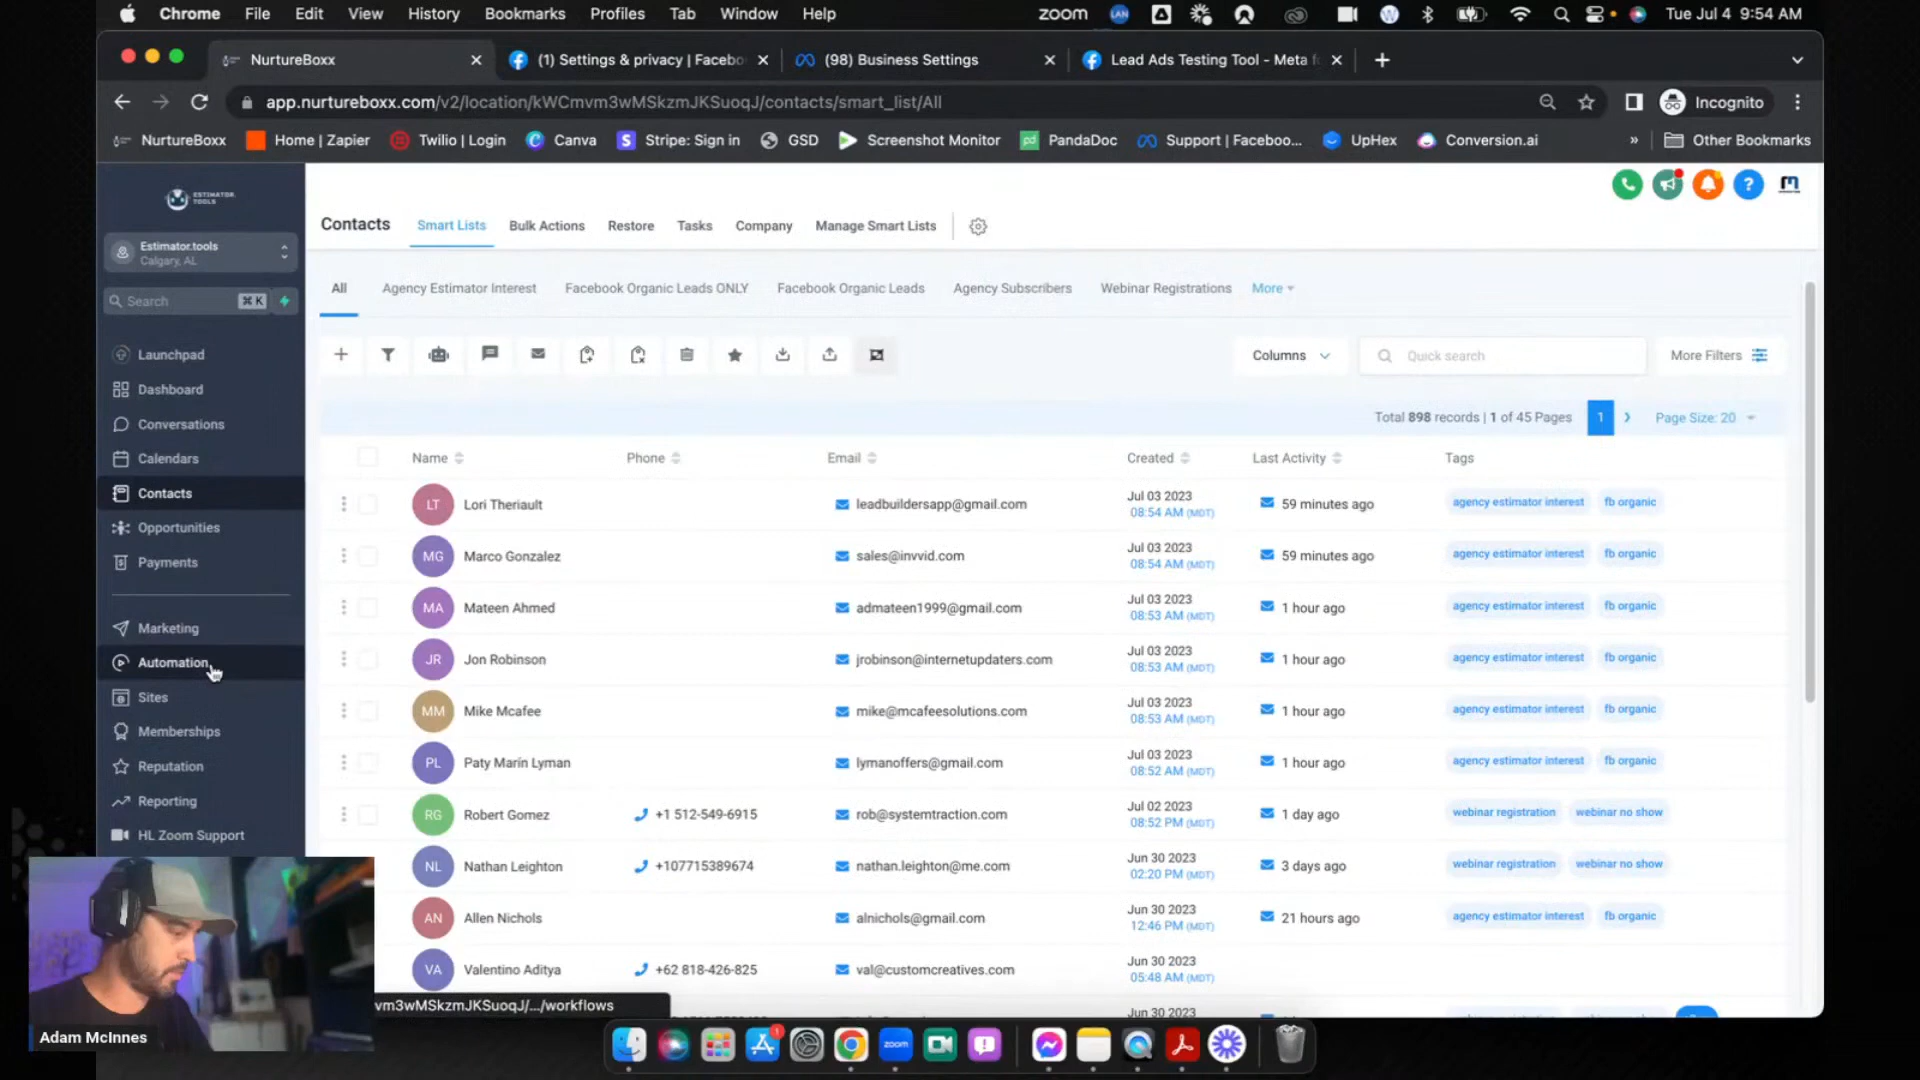 Chrome File Edit View History Bookmarks Profiles Tab Window Help zoom LAN Tue Jul 4 9:54 AM
NurtureBoxx (1) Settings & privacy | Facebo (98) Business Settings Lead Ads Testing Tool - Meta f
app.nurtureboxx.com/v2/location/kWCmvm3wMSkzmJKSuoqJ/contacts/smart_list/All Incognito
NurtureBoxx Home | Zapier Twilio | Login Canva Stripe: Sign in GSD Screenshot Monitor PandaDoc Support | Faceboo... UpHex Conversion.ai » Other Bookmarks
ESTIMATOR
TOOLS
Estimator.tools
Calgary, AL
Search ⌘ K
Launchpad
Dashboard
Conversations
Calendars
Contacts
Opportunities
Payments
Marketing
Automation
Sites
Memberships
Reputation
Reporting
HL Zoom Support
Contacts Smart Lists Bulk Actions Restore Tasks Company Manage Smart Lists
All Agency Estimator Interest Facebook Organic Leads ONLY Facebook Organic Leads Agency Subscribers Webinar Registrations More
Columns Quick search More Filters
Total 898 records | 1 of 45 Pages 1 Page Size: 20
Name Phone Email Created Last Activity Tags
LT Lori Theriault leadbuildersapp@gmail.com Jul 03 2023 08:54 AM (MDT) 59 minutes ago agency estimator interest fb organic
MG Marco Gonzalez sales@invvid.com Jul 03 2023 08:54 AM (MDT) 59 minutes ago agency estimator interest fb organic
MA Mateen Ahmed admateen1999@gmail.com Jul 03 2023 08:53 AM (MDT) 1 hour ago agency estimator interest fb organic
JR Jon Robinson jrobinson@internetupdaters.com Jul 03 2023 08:53 AM (MDT) 1 hour ago agency estimator interest fb organic
MM Mike Mcafee mike@mcafeesolutions.com Jul 03 2023 08:53 AM (MDT) 1 hour ago agency estimator interest fb organic
PL Paty Marín Lyman lymanoffers@gmail.com Jul 03 2023 08:52 AM (MDT) 1 hour ago agency estimator interest fb organic
RG Robert Gomez +1 512-549-6915 rob@systemtraction.com Jul 02 2023 08:52 PM (MDT) 1 day ago webinar registration webinar no show
NL Nathan Leighton +107715389674 nathan.leighton@me.com Jun 30 2023 02:20 PM (MDT) 3 days ago webinar registration webinar no show
AN Allen Nichols alnichols@gmail.com Jun 30 2023 12:46 PM (MDT) 21 hours ago agency estimator interest fb organic
VA Valentino Aditya +62 818-426-825 val@customcreatives.com Jun 30 2023 05:48 AM (MDT)
Jun 30 2023
vm3wMSkzmJKSuoqJ/.../workflows
Adam McInnes
zoom
1